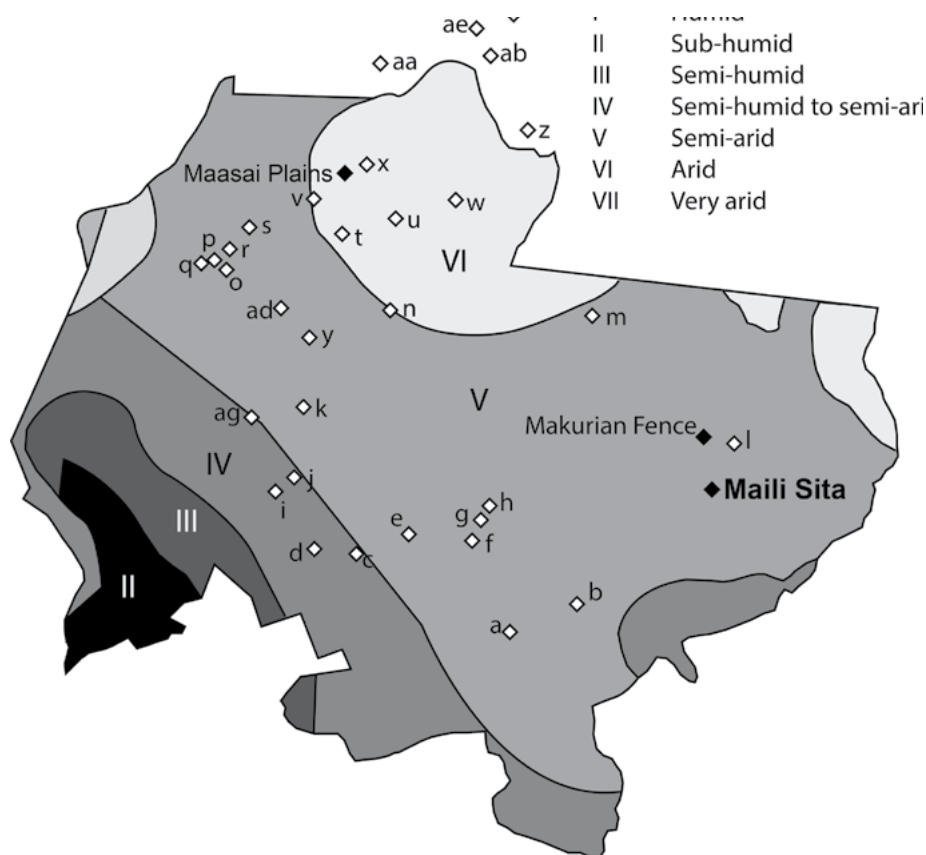 ae
ab
aa
II Sub-humid
III Semi-humid
IV Semi-humid to semi-ari
V Semi-arid
VI Arid
VII Very arid
z
Maasai Plains
x
v
w
u
s
t
r
p
q
o
VI
ad
n
m
y
V
k
ag
Makurian Fence
l
IV
j
i
Maili Sita
h
g
III
e
f
d
c
II
b
a